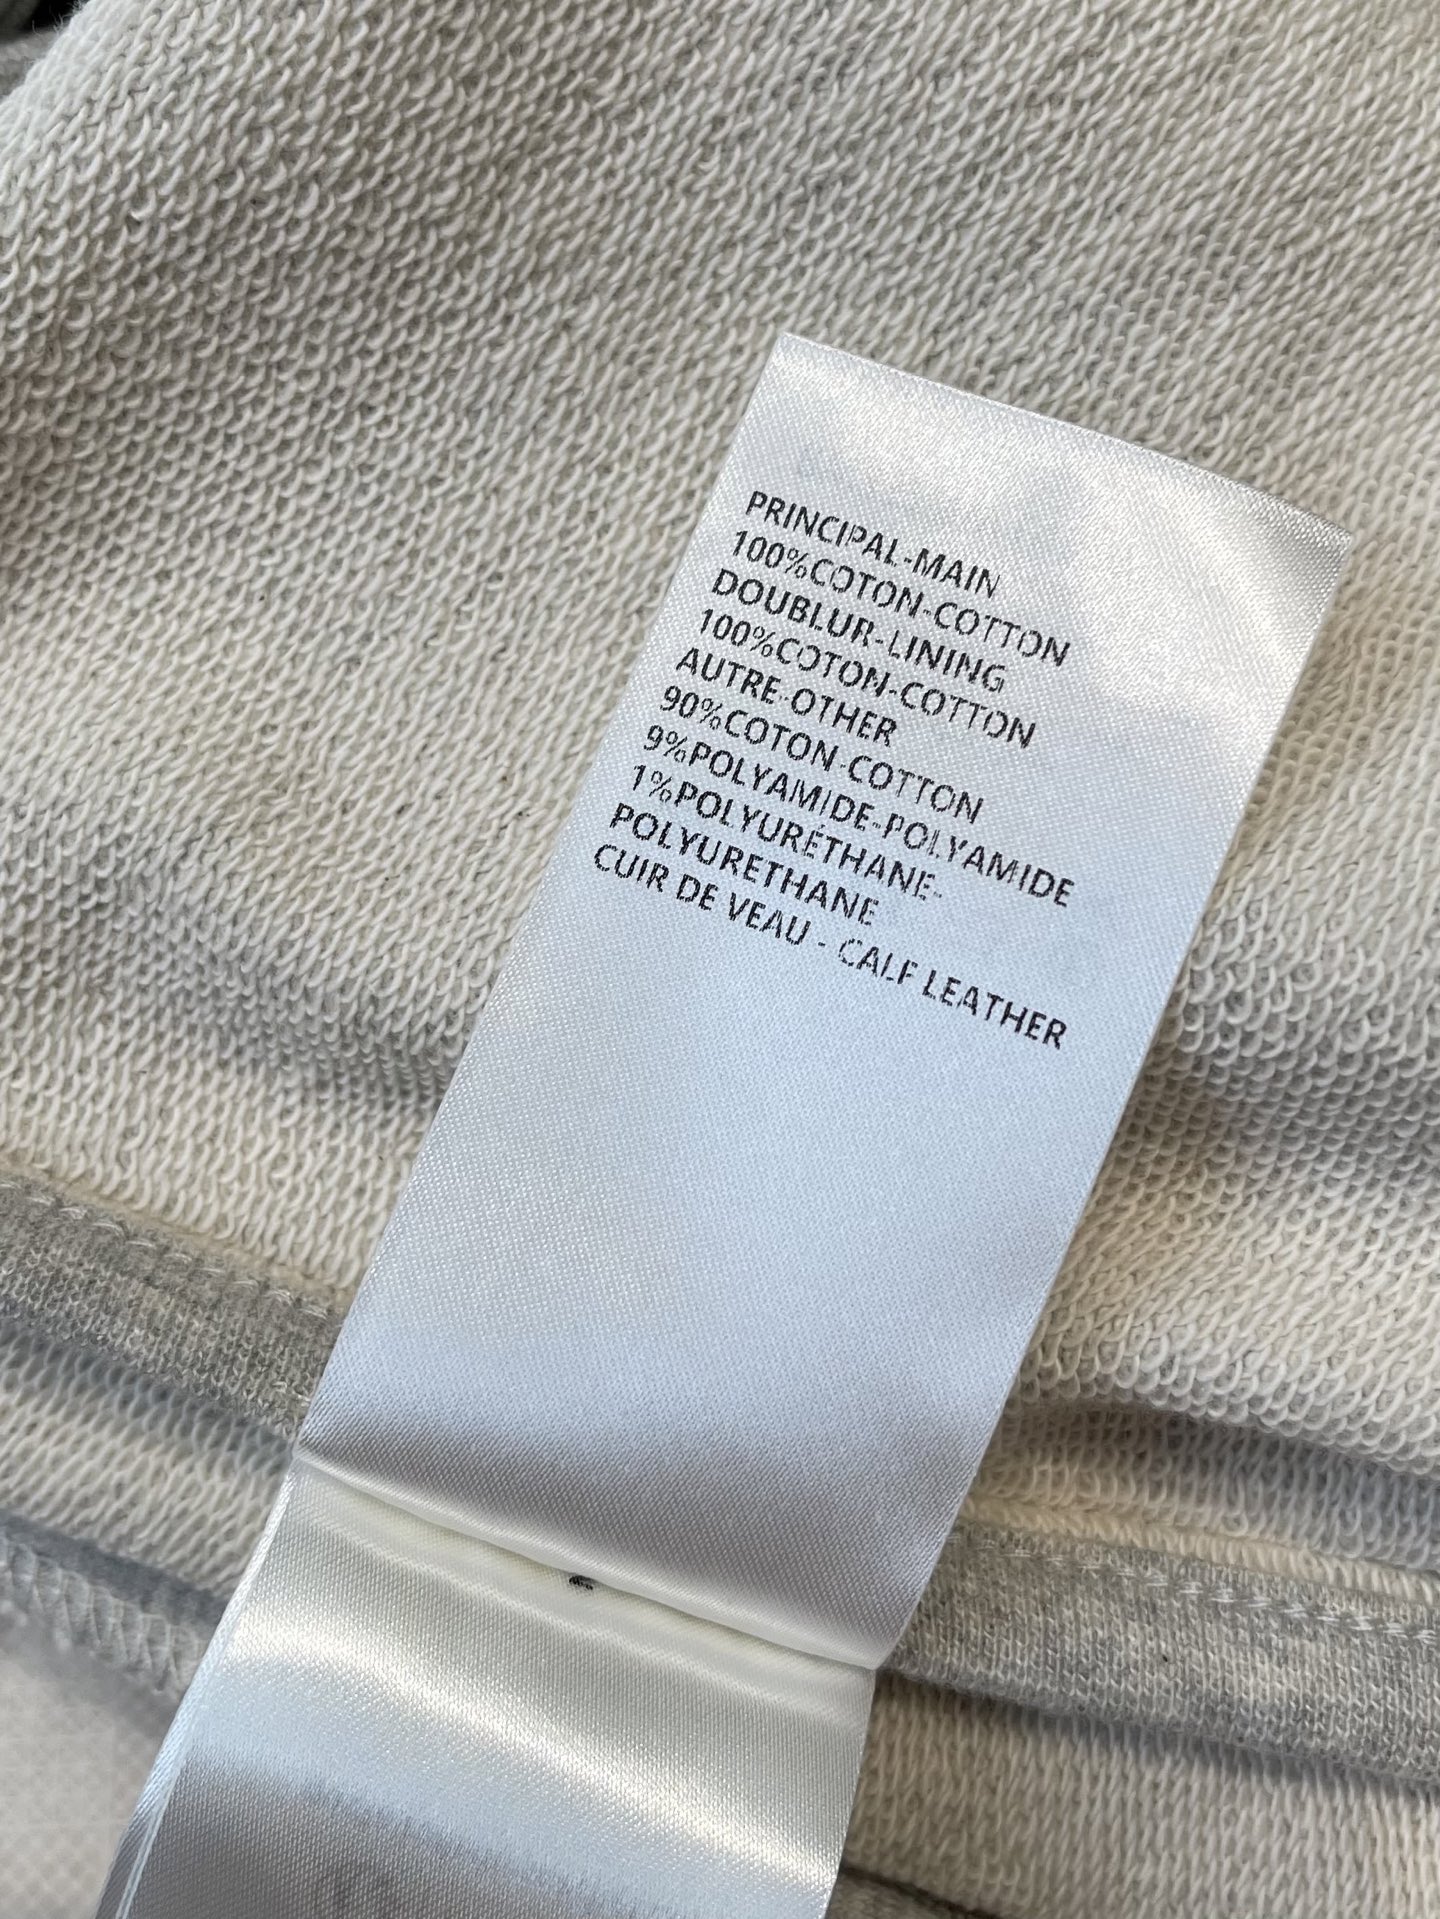 PRINCIPAL-MAIN
100%COTON-COTTON
DOUBLUR-LINING
100%COTON-COTTON
AUTRE-OTHER
90%COTON-COTTON
9%POLYAMIDE-POLYAMIDE
1%POLYURÉTHANE-
POLYURETHANE
CUIR DE VEAU - CALF LEATHER